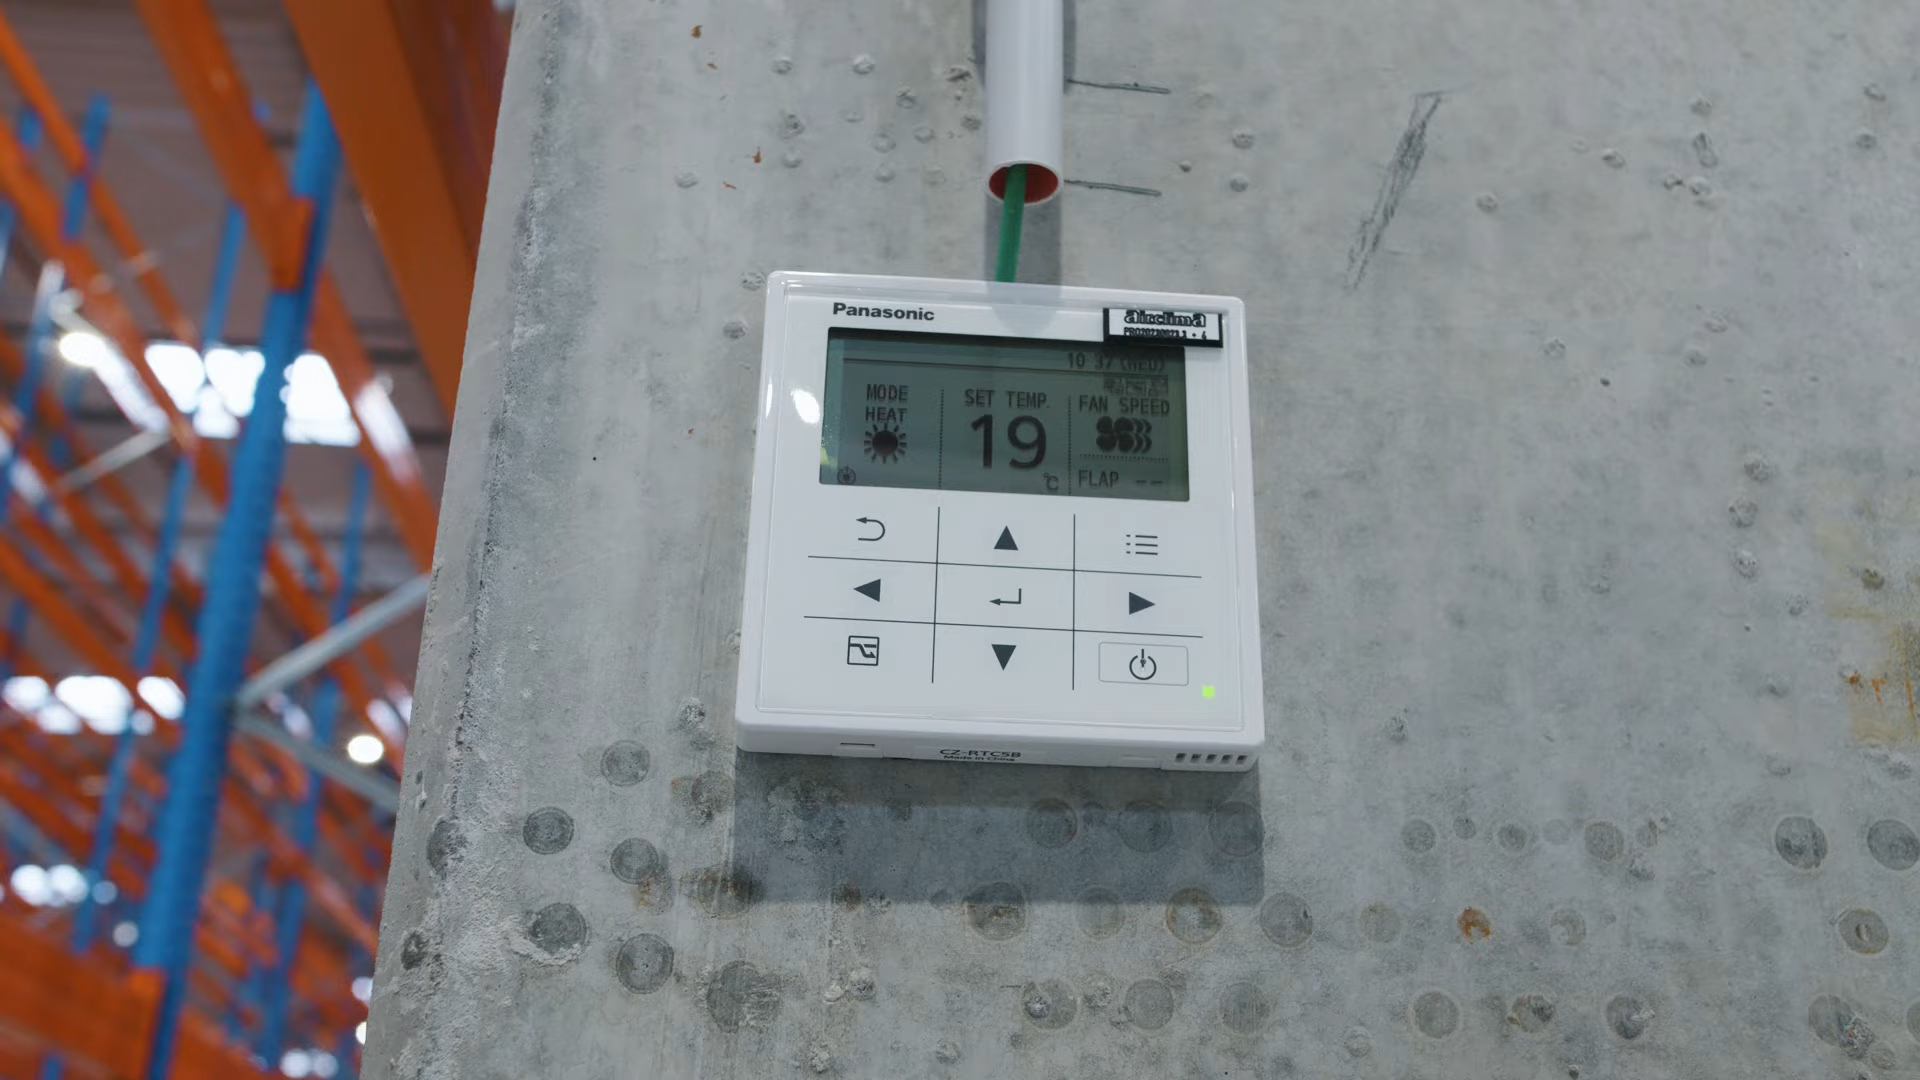 Panasonic
airclima
10 37(WED)
MODE
HEAT
SET TEMP.
19
°C
FAN SPEED
FLAP --
CZ-RTC5B
Made in China